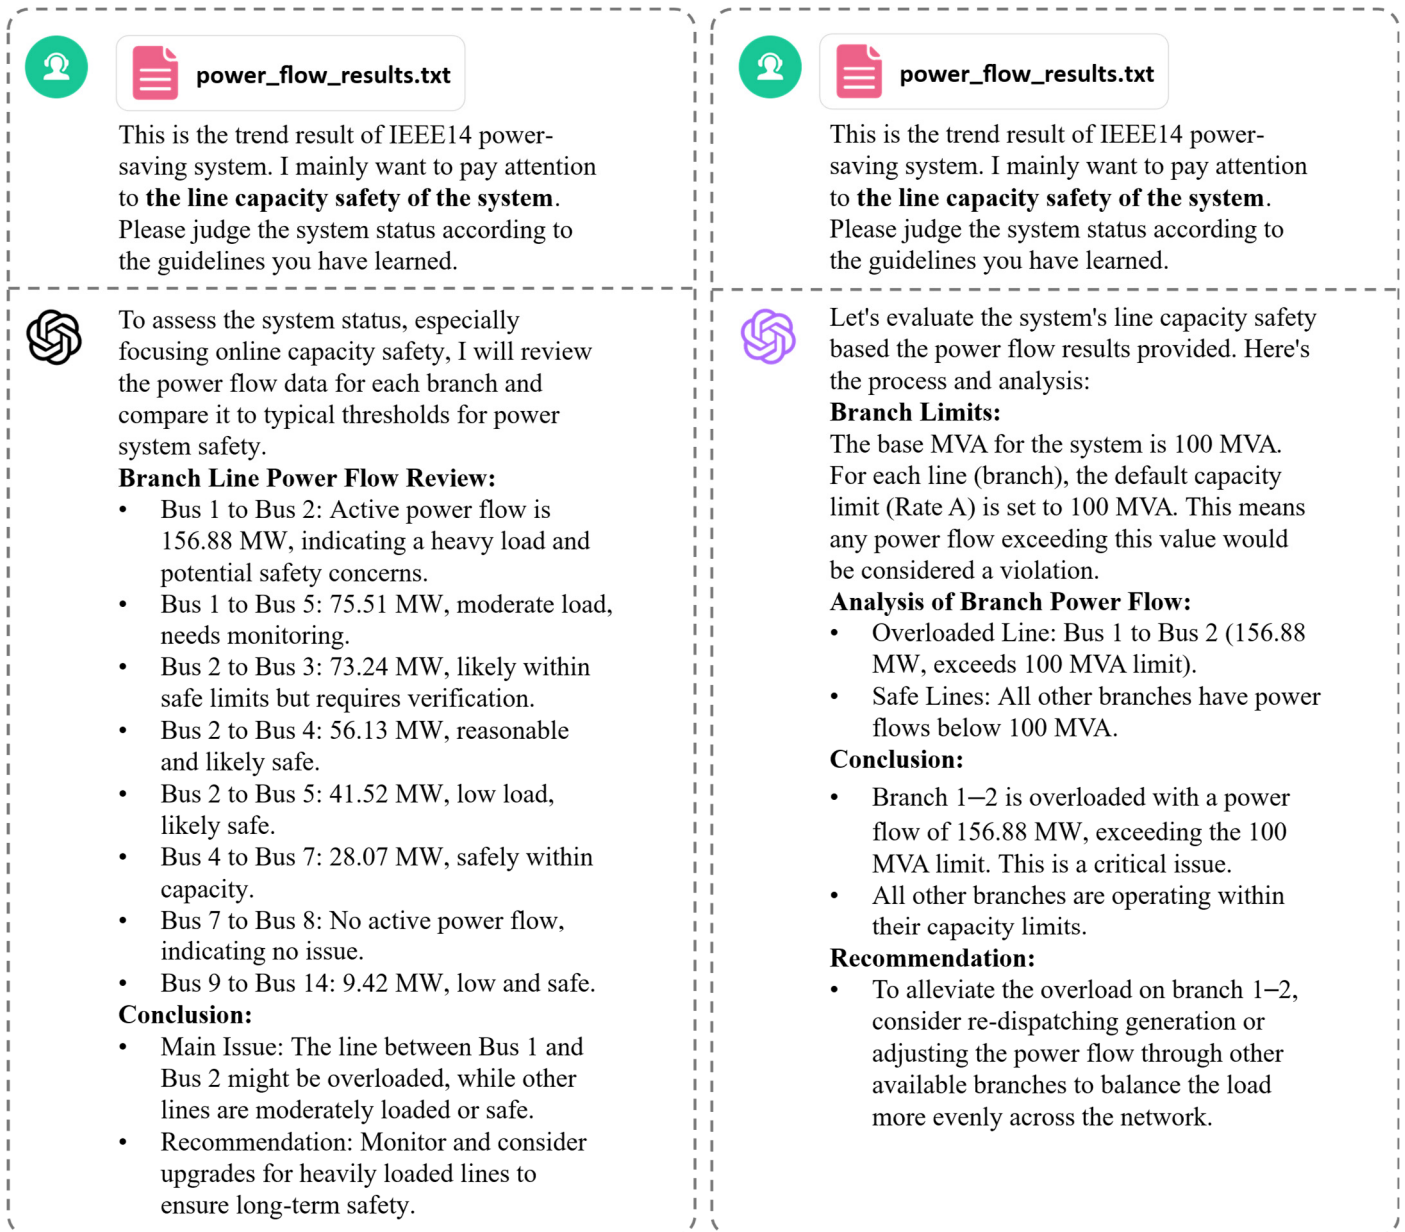 power_flow_results.txt
This is the trend result of IEEE14 power-
saving system. I mainly want to pay attention
to the line capacity safety of the system.
Please judge the system status according to
the guidelines you have learned.
To assess the system status, especially
focusing online capacity safety, I will review
the power flow data for each branch and
compare it to typical thresholds for power
system safety.
Branch Line Power Flow Review:
• Bus 1 to Bus 2: Active power flow is
156.88 MW, indicating a heavy load and
potential safety concerns.
• Bus 1 to Bus 5: 75.51 MW, moderate load,
needs monitoring.
• Bus 2 to Bus 3: 73.24 MW, likely within
safe limits but requires verification.
• Bus 2 to Bus 4: 56.13 MW, reasonable
and likely safe.
• Bus 2 to Bus 5: 41.52 MW, low load,
likely safe.
• Bus 4 to Bus 7: 28.07 MW, safely within
capacity.
• Bus 7 to Bus 8: No active power flow,
indicating no issue.
• Bus 9 to Bus 14: 9.42 MW, low and safe.
Conclusion:
• Main Issue: The line between Bus 1 and
Bus 2 might be overloaded, while other
lines are moderately loaded or safe.
• Recommendation: Monitor and consider
upgrades for heavily loaded lines to
ensure long-term safety.
power_flow_results.txt
This is the trend result of IEEE14 power-
saving system. I mainly want to pay attention
to the line capacity safety of the system.
Please judge the system status according to
the guidelines you have learned.
Let's evaluate the system's line capacity safety
based the power flow results provided. Here's
the process and analysis:
Branch Limits:
The base MVA for the system is 100 MVA.
For each line (branch), the default capacity
limit (Rate A) is set to 100 MVA. This means
any power flow exceeding this value would
be considered a violation.
Analysis of Branch Power Flow:
• Overloaded Line: Bus 1 to Bus 2 (156.88
MW, exceeds 100 MVA limit).
• Safe Lines: All other branches have power
flows below 100 MVA.
Conclusion:
• Branch 1–2 is overloaded with a power
flow of 156.88 MW, exceeding the 100
MVA limit. This is a critical issue.
• All other branches are operating within
their capacity limits.
Recommendation:
• To alleviate the overload on branch 1–2,
consider re-dispatching generation or
adjusting the power flow through other
available branches to balance the load
more evenly across the network.